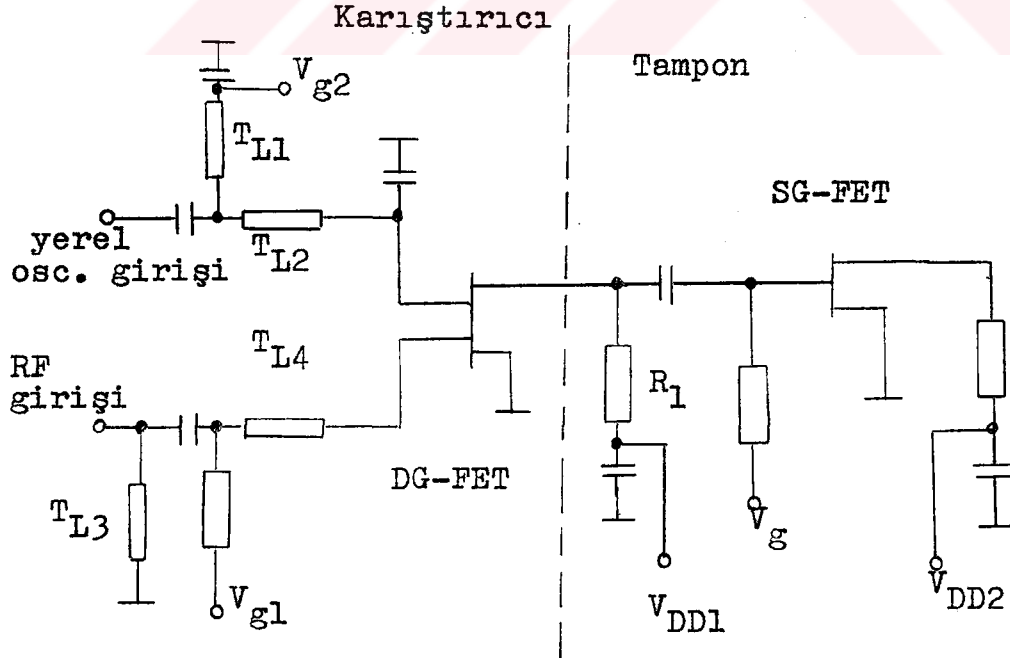 Karıştırıcı
Tampon
Vg2
TL1
SG-FET
TL2
yerel
osc. girişi
TL4
RF
girişi
R1
DG-FET
TL3
Vg
Vg1
VDD1
VDD2